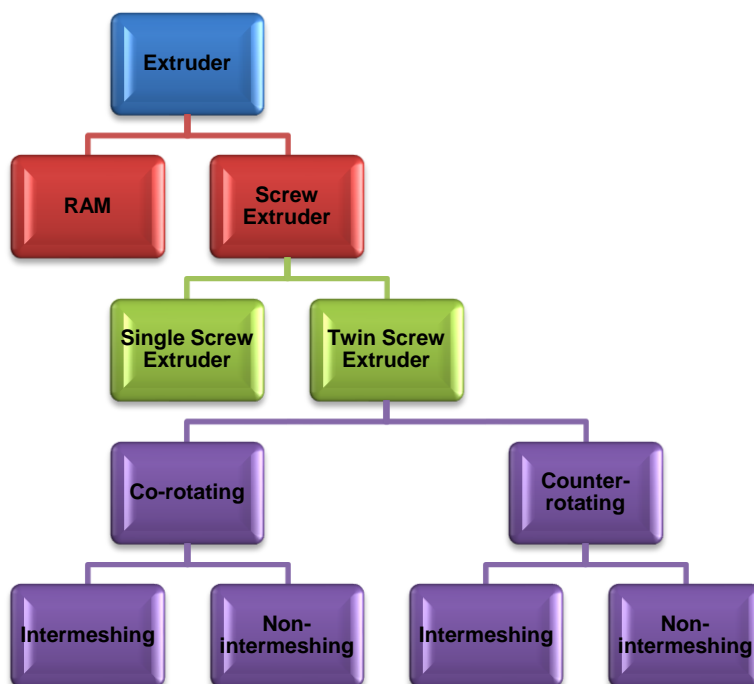 Extruder
RAM
Screw
Extruder
Single Screw
Extruder
Twin Screw
Extruder
Co-rotating
Counter-
rotating
Intermeshing
Non-
intermeshing
Intermeshing
Non-
intermeshing